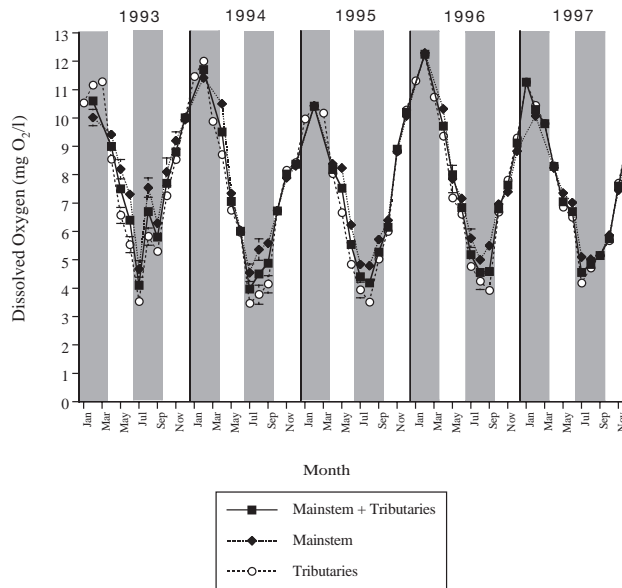 1993 1994 1995 1996 1997
13
12
11
10
9
8
7
6
5
4
3
2
1
0
Dissolved Oxygen (mg O₂/l)
Jan Mar May Jul Sep Nov Jan Mar May Jul Sep Nov Jan Mar May Jul Sep Nov Jan Mar May Jul Sep Nov Jan Mar May Jul Sep Nov
Month
Mainstem + Tributaries
Mainstem
Tributaries